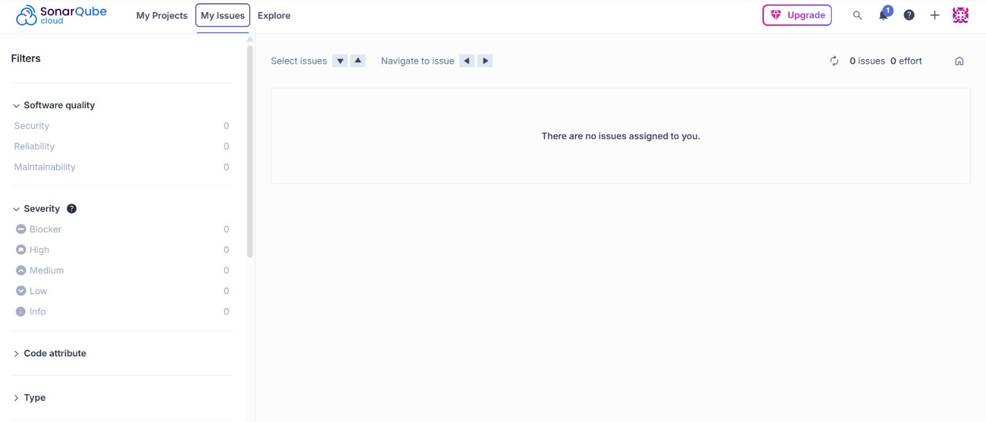 SonarQube cloud My Projects My Issues Explore Upgrade 1 ?
Filters
Select issues Navigate to issue 0 issues 0 effort
Software quality
Security 0
Reliability 0
Maintainability 0
There are no issues assigned to you.
Severity ?
Blocker 0
High 0
Medium 0
Low 0
Info 0
Code attribute
Type